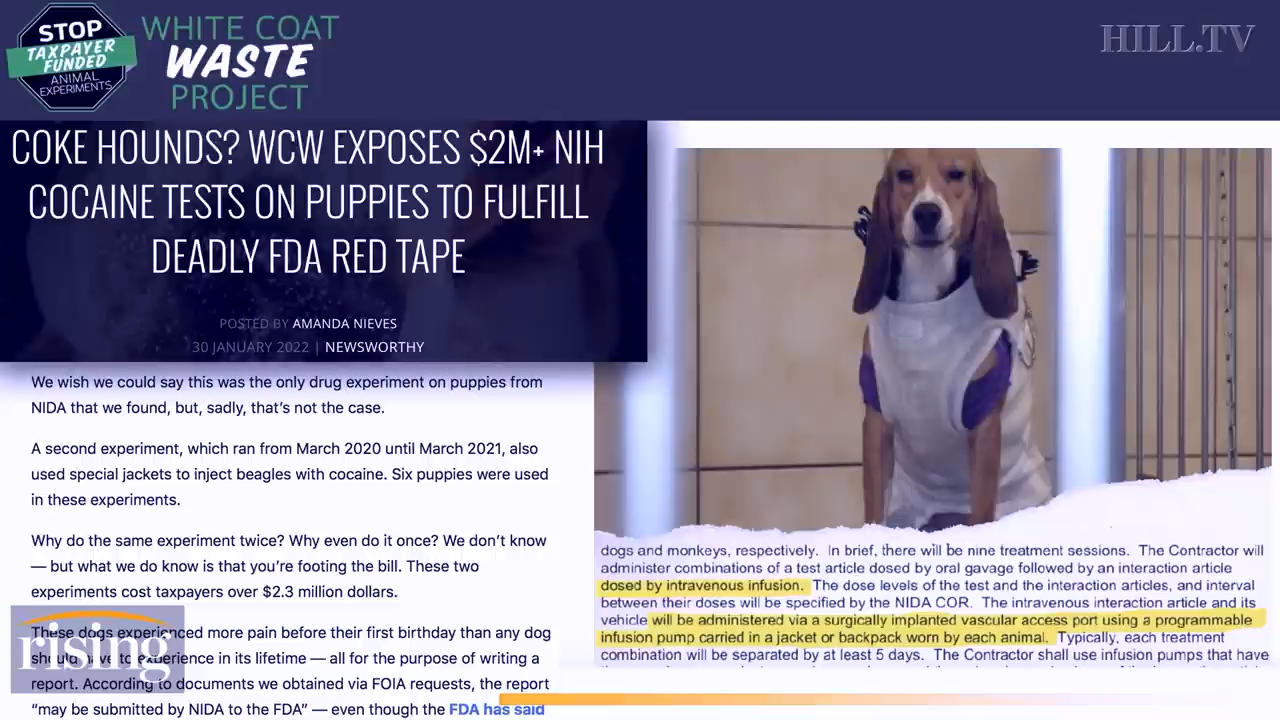 STOP
TAXPAYER
FUNDED
ANIMAL
EXPERIMENTS
WHITE COAT
WASTE
PROJECT
HILL.TV
COKE HOUNDS? WCW EXPOSES $2M+ NIH
COCAINE TESTS ON PUPPIES TO FULFILL
DEADLY FDA RED TAPE
POSTED BY AMANDA NIEVES
30 JANUARY 2022 | NEWSWORTHY
We wish we could say this was the only drug experiment on puppies from
NIDA that we found, but, sadly, that's not the case.
A second experiment, which ran from March 2020 until March 2021, also
used special jackets to inject beagles with cocaine. Six puppies were used
in these experiments.
Why do the same experiment twice? Why even do it once? We don't know
— but what we do know is that you're footing the bill. These two
experiments cost taxpayers over $2.3 million dollars.
These dogs experienced more pain before their first birthday than any dog
should have to experience in its lifetime — all for the purpose of writing a
report. According to documents we obtained via FOIA requests, the report
"may be submitted by NIDA to the FDA" — even though the FDA has said
rising
dogs and monkeys, respectively. In brief, there will be nine treatment sessions. The Contractor will
administer combinations of a test article dosed by oral gavage followed by an interaction article
dosed by intravenous infusion. The dose levels of the test and the interaction articles, and interval
between their doses will be specified by the NIDA COR. The intravenous interaction article and its
vehicle will be administered via a surgically implanted vascular access port using a programmable
infusion pump carried in a jacket or backpack worn by each animal. Typically, each treatment
combination will be separated by at least 5 days. The Contractor shall use infusion pumps that have